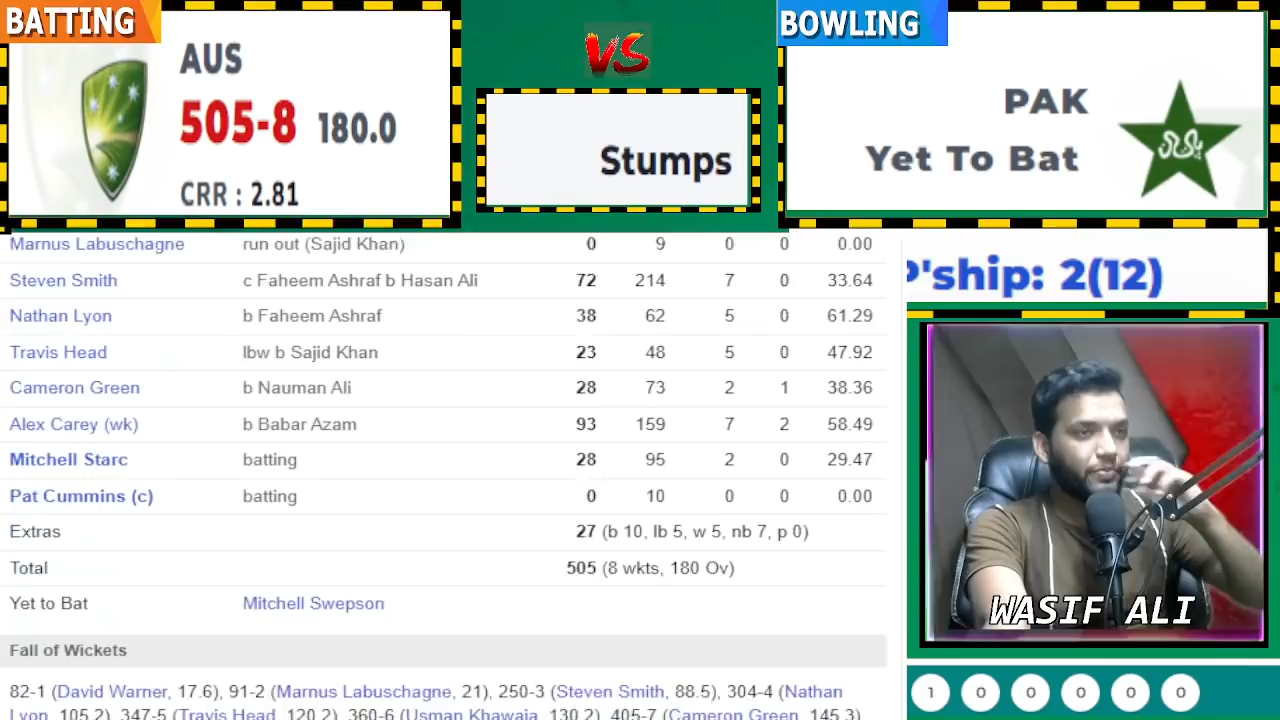 BATTING
AUS
505-8 180.0
CRR : 2.81
VS
Stumps
BOWLING
PAK
Yet To Bat
P'ship: 2(12)
Marnus Labuschagne run out (Sajid Khan) 0 9 0 0 0.00
Steven Smith c Faheem Ashraf b Hasan Ali 72 214 7 0 33.64
Nathan Lyon b Faheem Ashraf 38 62 5 0 61.29
Travis Head lbw b Sajid Khan 23 48 5 0 47.92
Cameron Green b Nauman Ali 28 73 2 1 38.36
Alex Carey (wk) b Babar Azam 93 159 7 2 58.49
Mitchell Starc batting 28 95 2 0 29.47
Pat Cummins (c) batting 0 10 0 0 0.00
Extras 27 (b 10, lb 5, w 5, nb 7, p 0)
Total 505 (8 wkts, 180 Ov)
Yet to Bat Mitchell Swepson
Fall of Wickets
82-1 (David Warner, 17.6), 91-2 (Marnus Labuschagne, 21), 250-3 (Steven Smith, 88.5), 304-4 (Nathan
Lyon, 105.2), 347-5 (Travis Head, 120.2), 360-6 (Usman Khawaja, 130.2), 405-7 (Cameron Green, 145.3)
WASIF ALI
1 0 0 0 0 0